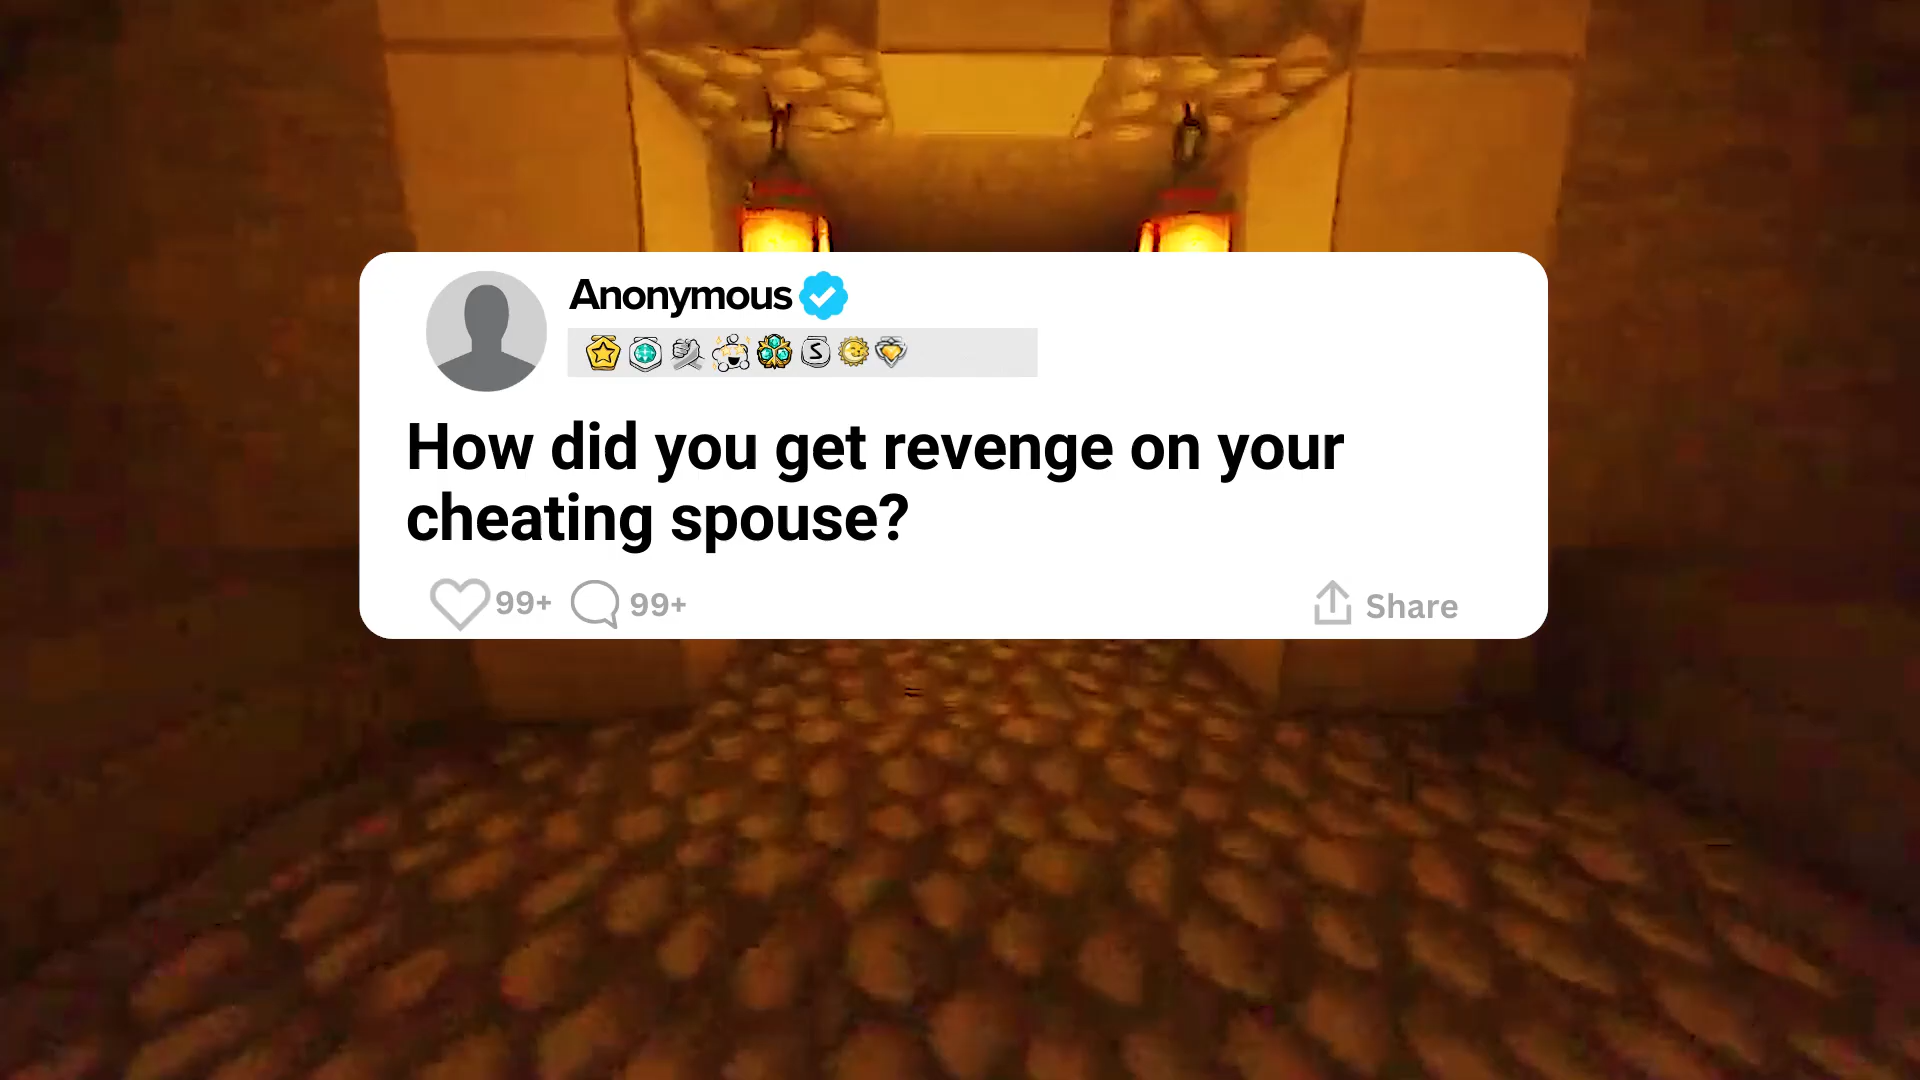 Anonymous
How did you get revenge on your
cheating spouse?
99+ 99+ Share